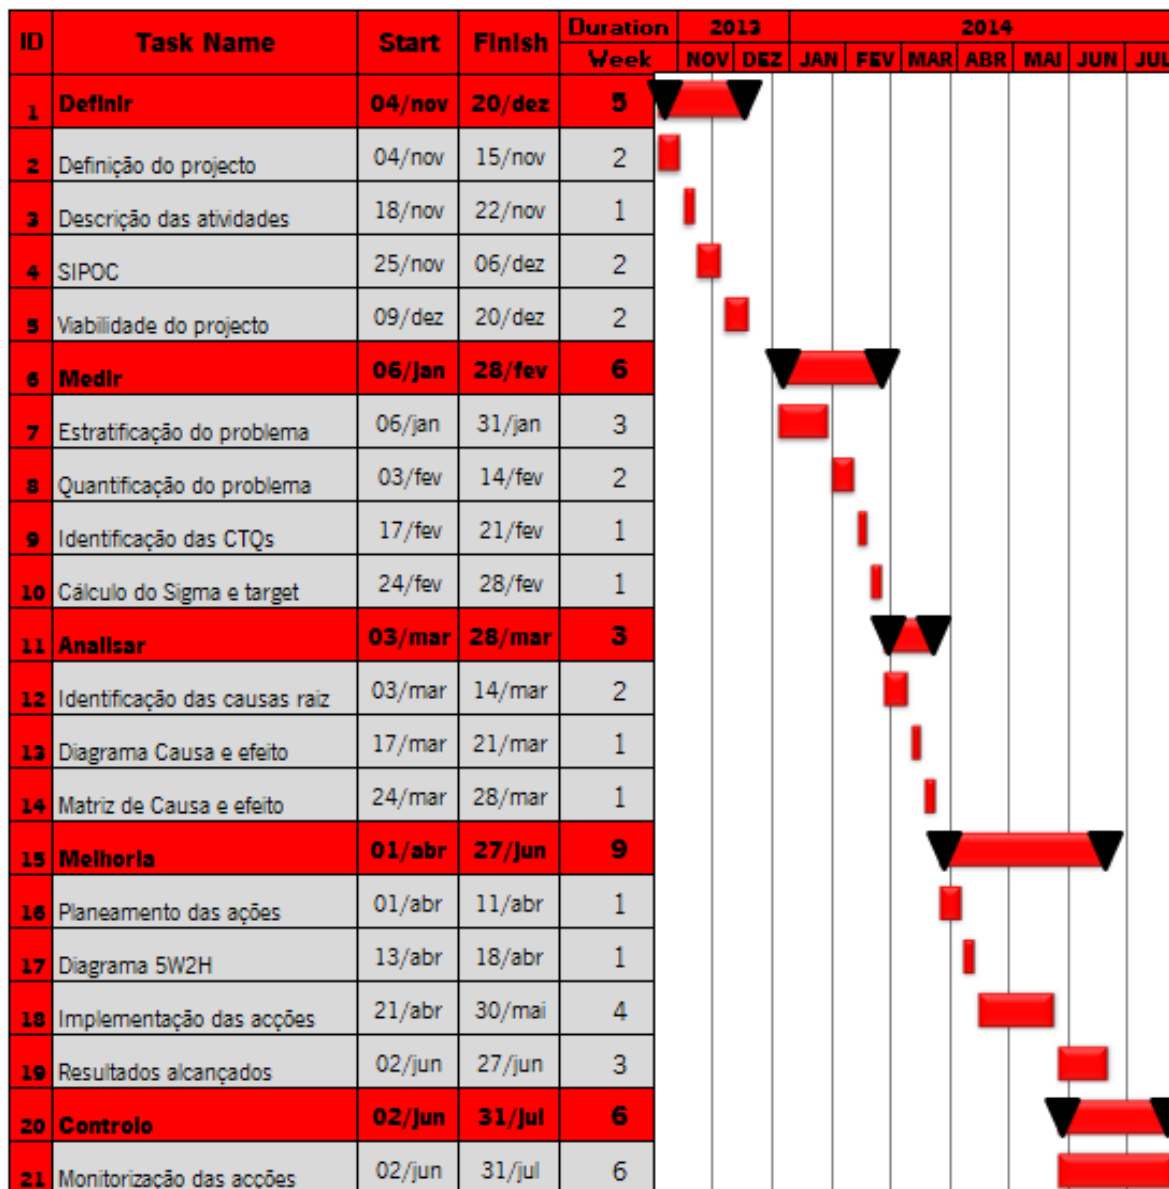 ID Task Name Start Finish Duration 2013 2014
Week NOV DEZ JAN FEV MAR ABR MAI JUN JUL
1 Definir 04/nov 20/dez 5
2 Definição do projecto 04/nov 15/nov 2
3 Descrição das atividades 18/nov 22/nov 1
4 SIPOC 25/nov 06/dez 2
5 Viabilidade do projecto 09/dez 20/dez 2
6 Medir 06/jan 28/fev 6
7 Estratificação do problema 06/jan 31/jan 3
8 Quantificação do problema 03/fev 14/fev 2
9 Identificação das CTQs 17/fev 21/fev 1
10 Cálculo do Sigma e target 24/fev 28/fev 1
11 Analisar 03/mar 28/mar 3
12 Identificação das causas raiz 03/mar 14/mar 2
13 Diagrama Causa e efeito 17/mar 21/mar 1
14 Matriz de Causa e efeito 24/mar 28/mar 1
15 Melhoria 01/abr 27/jun 9
16 Planeamento das ações 01/abr 11/abr 1
17 Diagrama 5W2H 13/abr 18/abr 1
18 Implementação das acções 21/abr 30/mai 4
19 Resultados alcançados 02/jun 27/jun 3
20 Controlo 02/jun 31/jul 6
21 Monitorização das acções 02/jun 31/jul 6